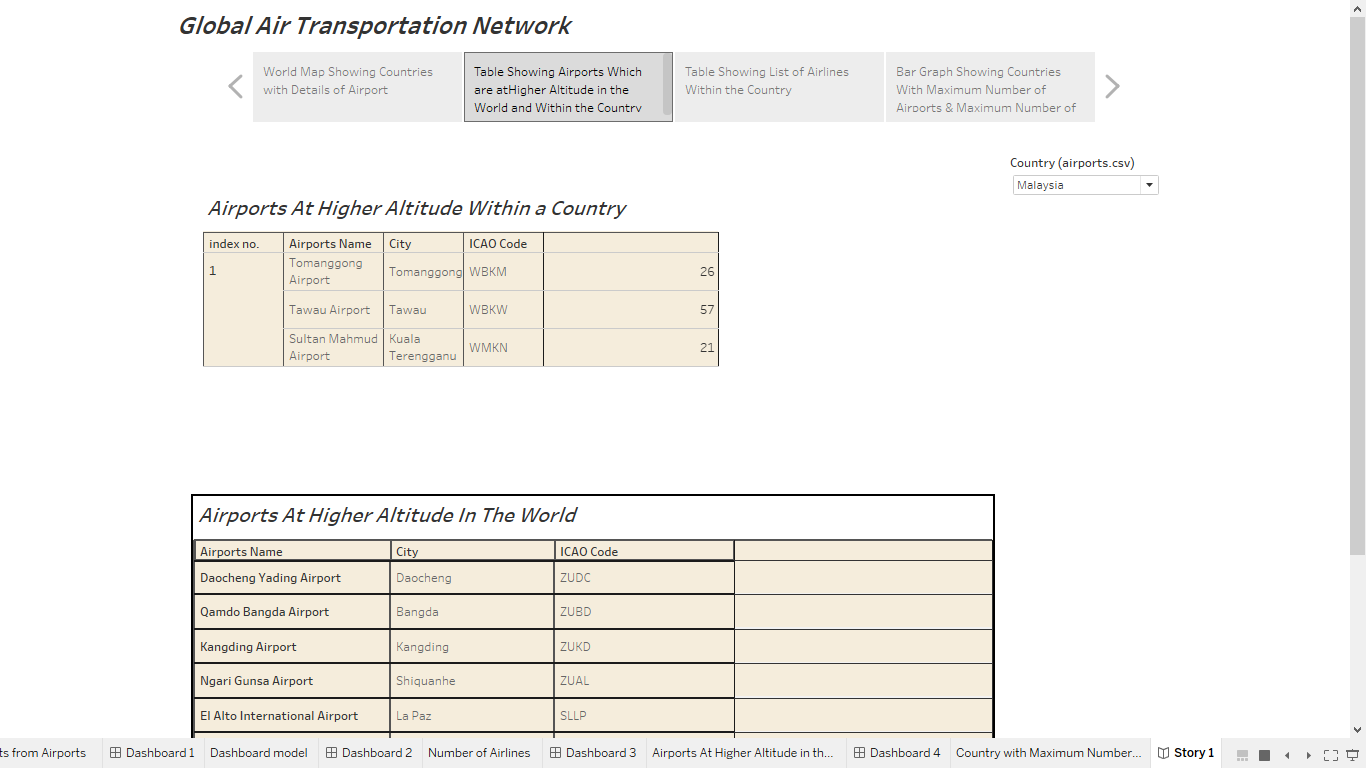 Global Air Transportation Network
World Map Showing Countries
with Details of Airport
Table Showing Airports Which
are atHigher Altitude in the
World and Within the Country
Table Showing List of Airlines
Within the Country
Bar Graph Showing Countries
With Maximum Number of
Airports & Maximum Number of
Country (airports.csv)
Malaysia
Airports At Higher Altitude Within a Country
index no. Airports Name City ICAO Code
1 Tomanggong Airport Tomanggong WBKM 26
Tawau Airport Tawau WBKW 57
Sultan Mahmud Airport Kuala Terengganu WMKN 21
Airports At Higher Altitude In The World
Airports Name City ICAO Code
Daocheng Yading Airport Daocheng ZUDC
Qamdo Bangda Airport Bangda ZUBD
Kangding Airport Kangding ZUKD
Ngari Gunsa Airport Shiquanhe ZUAL
El Alto International Airport La Paz SLLP
ts from Airports Dashboard 1 Dashboard model Dashboard 2 Number of Airlines Dashboard 3 Airports At Higher Altitude in th... Dashboard 4 Country with Maximum Number... Story 1